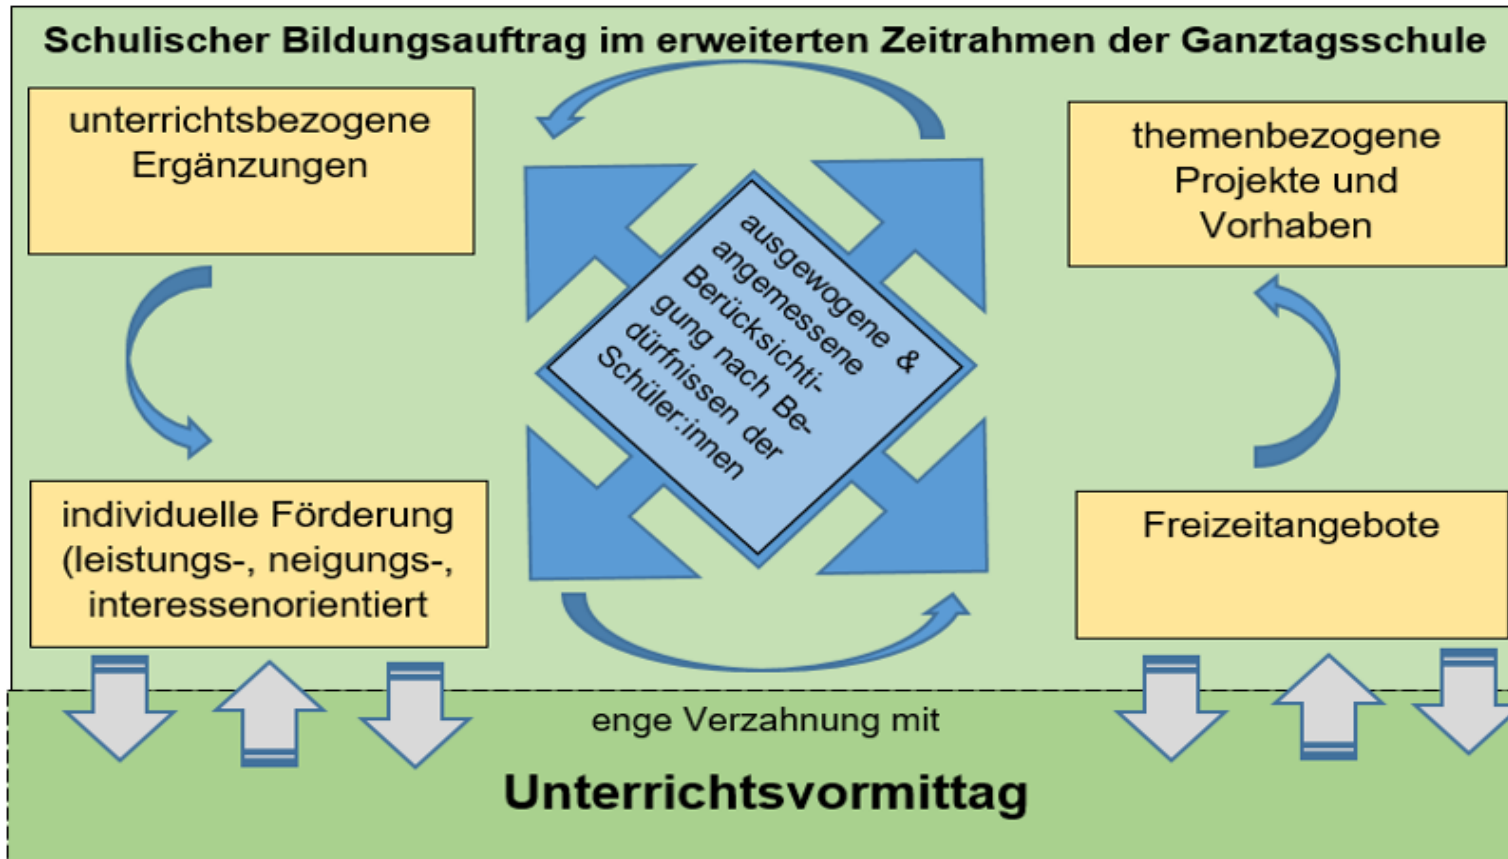 Schulischer Bildungsauftrag im erweiterten Zeitrahmen der Ganztagsschule
unterrichtsbezogene
Ergänzungen
themenbezogene
Projekte und
Vorhaben
ausgewogene &
angemessene
Berücksichti-
gung nach Be-
dürfnissen der
Schüler:innen
individuelle Förderung
(leistungs-, neigungs-,
interessenorientiert
Freizeitangebote
enge Verzahnung mit
Unterrichtsvormittag